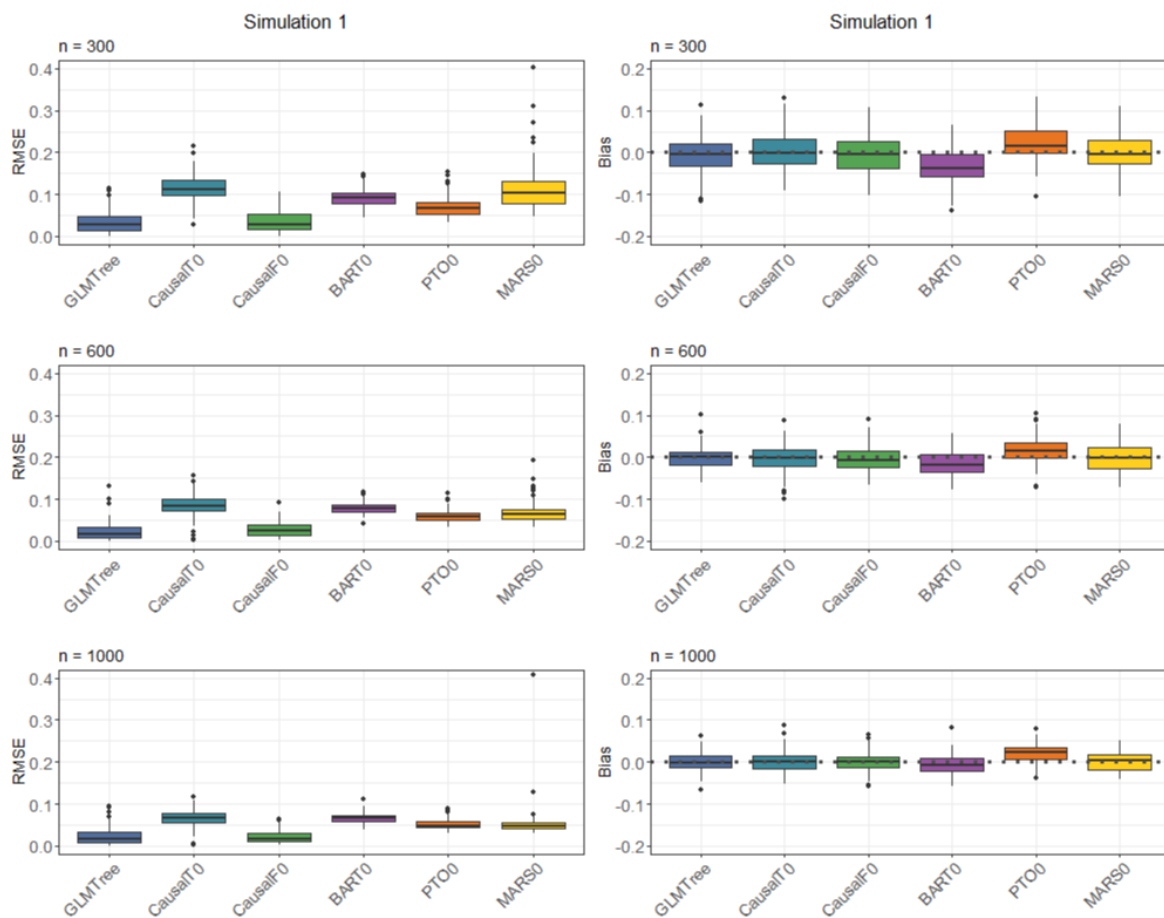 Simulation 1
n = 300
RMSE
0.4
0.3
0.2
0.1
0.0
GLMTree
CausalT0
CausalF0
BART0
PTO0
MARS0
Simulation 1
n = 300
Bias
0.2
0.1
0.0
-0.1
-0.2
GLMTree
CausalT0
CausalF0
BART0
PTO0
MARS0
n = 600
RMSE
0.4
0.3
0.2
0.1
0.0
GLMTree
CausalT0
CausalF0
BART0
PTO0
MARS0
n = 600
Bias
0.2
0.1
0.0
-0.1
-0.2
GLMTree
CausalT0
CausalF0
BART0
PTO0
MARS0
n = 1000
RMSE
0.4
0.3
0.2
0.1
0.0
GLMTree
CausalT0
CausalF0
BART0
PTO0
MARS0
n = 1000
Bias
0.2
0.1
0.0
-0.1
-0.2
GLMTree
CausalT0
CausalF0
BART0
PTO0
MARS0